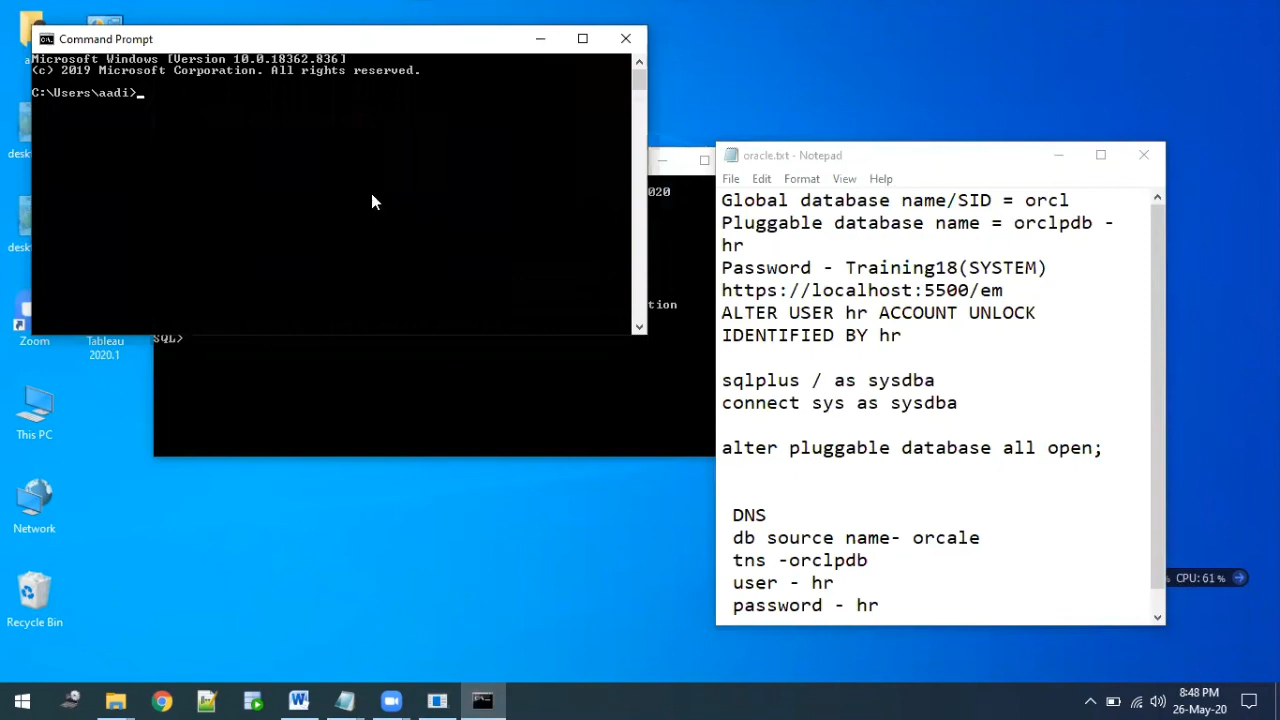 Command Prompt
Microsoft Windows [Version 10.0.18362.836]
(c) 2019 Microsoft Corporation. All rights reserved.
C:\Users\aadi>_
020
tion
SQL>
oracle.txt - Notepad
File Edit Format View Help
Global database name/SID = orcl
Pluggable database name = orclpdb -
hr
Password - Training18(SYSTEM)
https://localhost:5500/em
ALTER USER hr ACCOUNT UNLOCK
IDENTIFIED BY hr
sqlplus / as sysdba
connect sys as sysdba
alter pluggable database all open;
DNS
db source name- orcale
tns -orclpdb
user - hr
password - hr
desk
desk
Zoom
Tableau
2020.1
This PC
Network
Recycle Bin
CPU: 61 %
8:48 PM
26-May-20